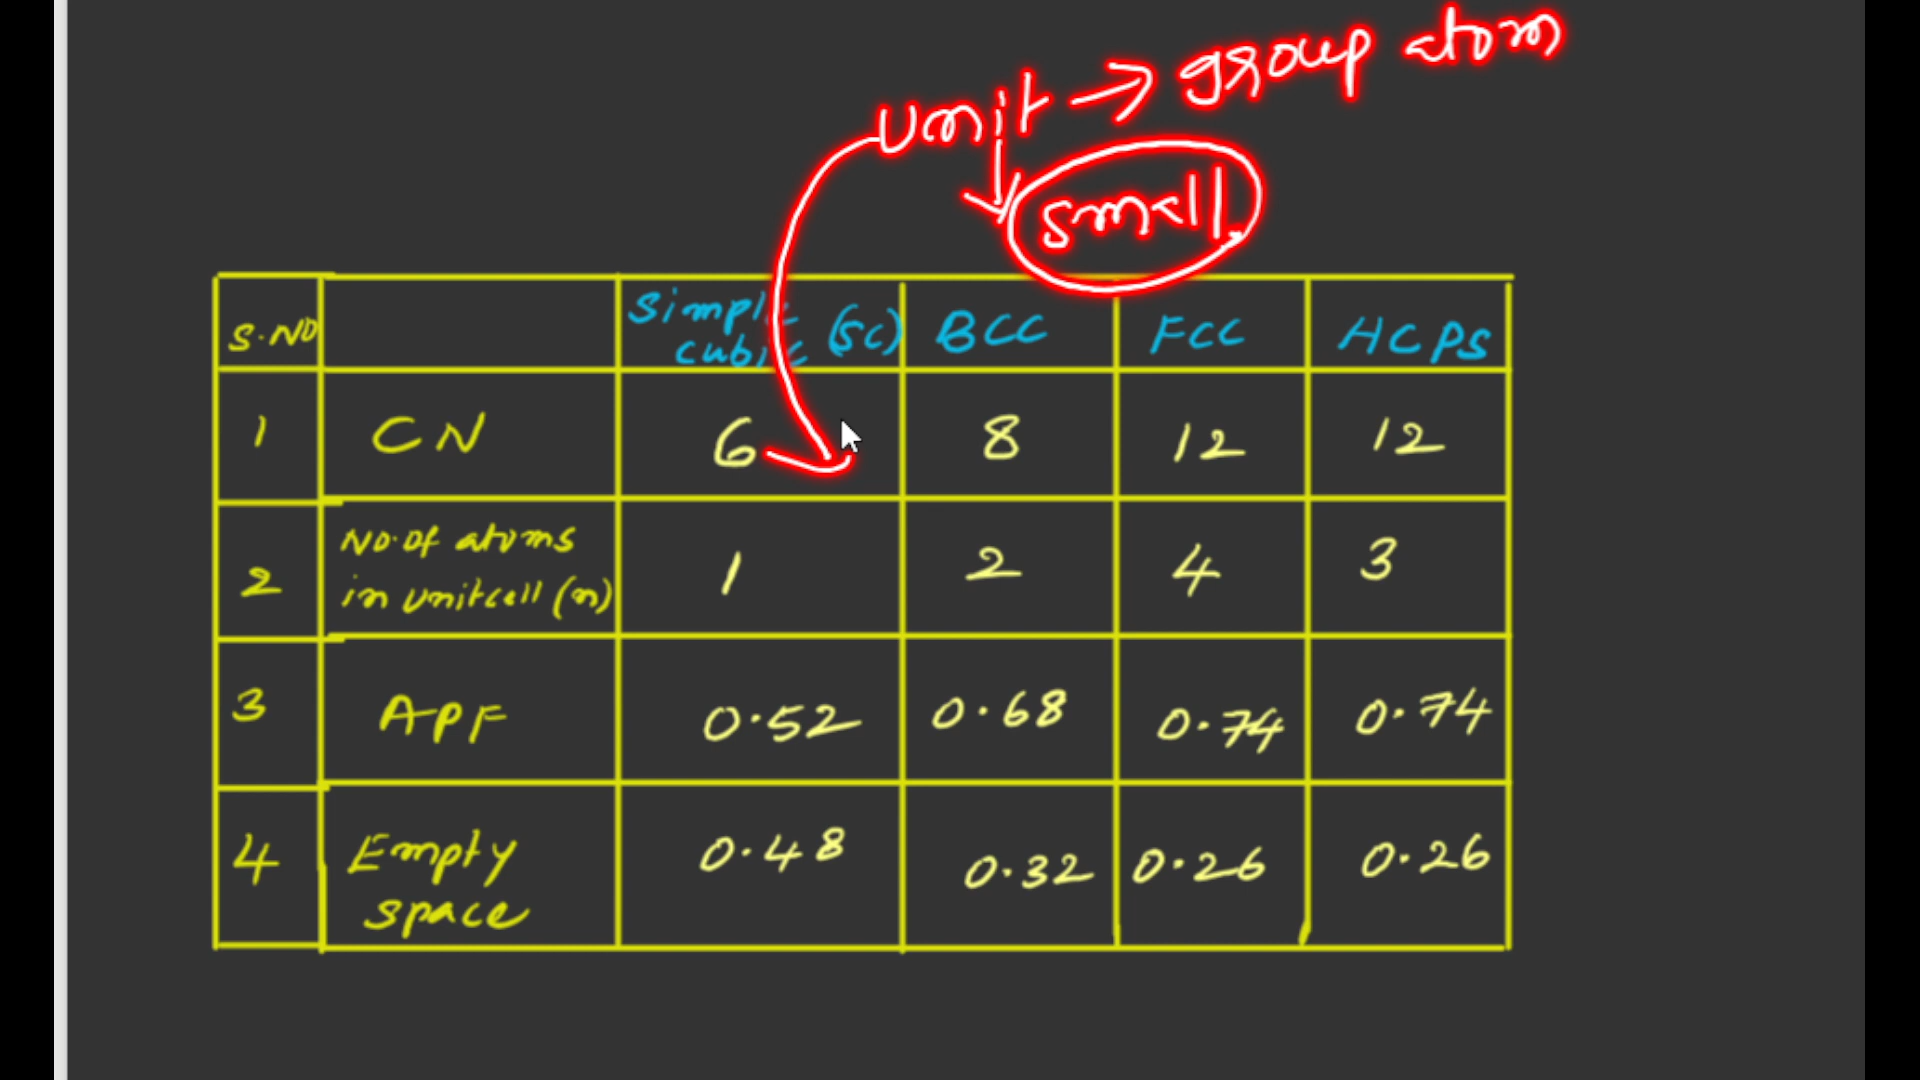 unit → group atom
small.
S.NO Simple cubic (SC) BCC FCC HCPS
1 CN 6 8 12 12
2 NO.Of atoms in unitcell (n) 1 2 4 3
3 APF 0.52 0.68 0.74 0.74
4 Empty space 0.48 0.32 0.26 0.26